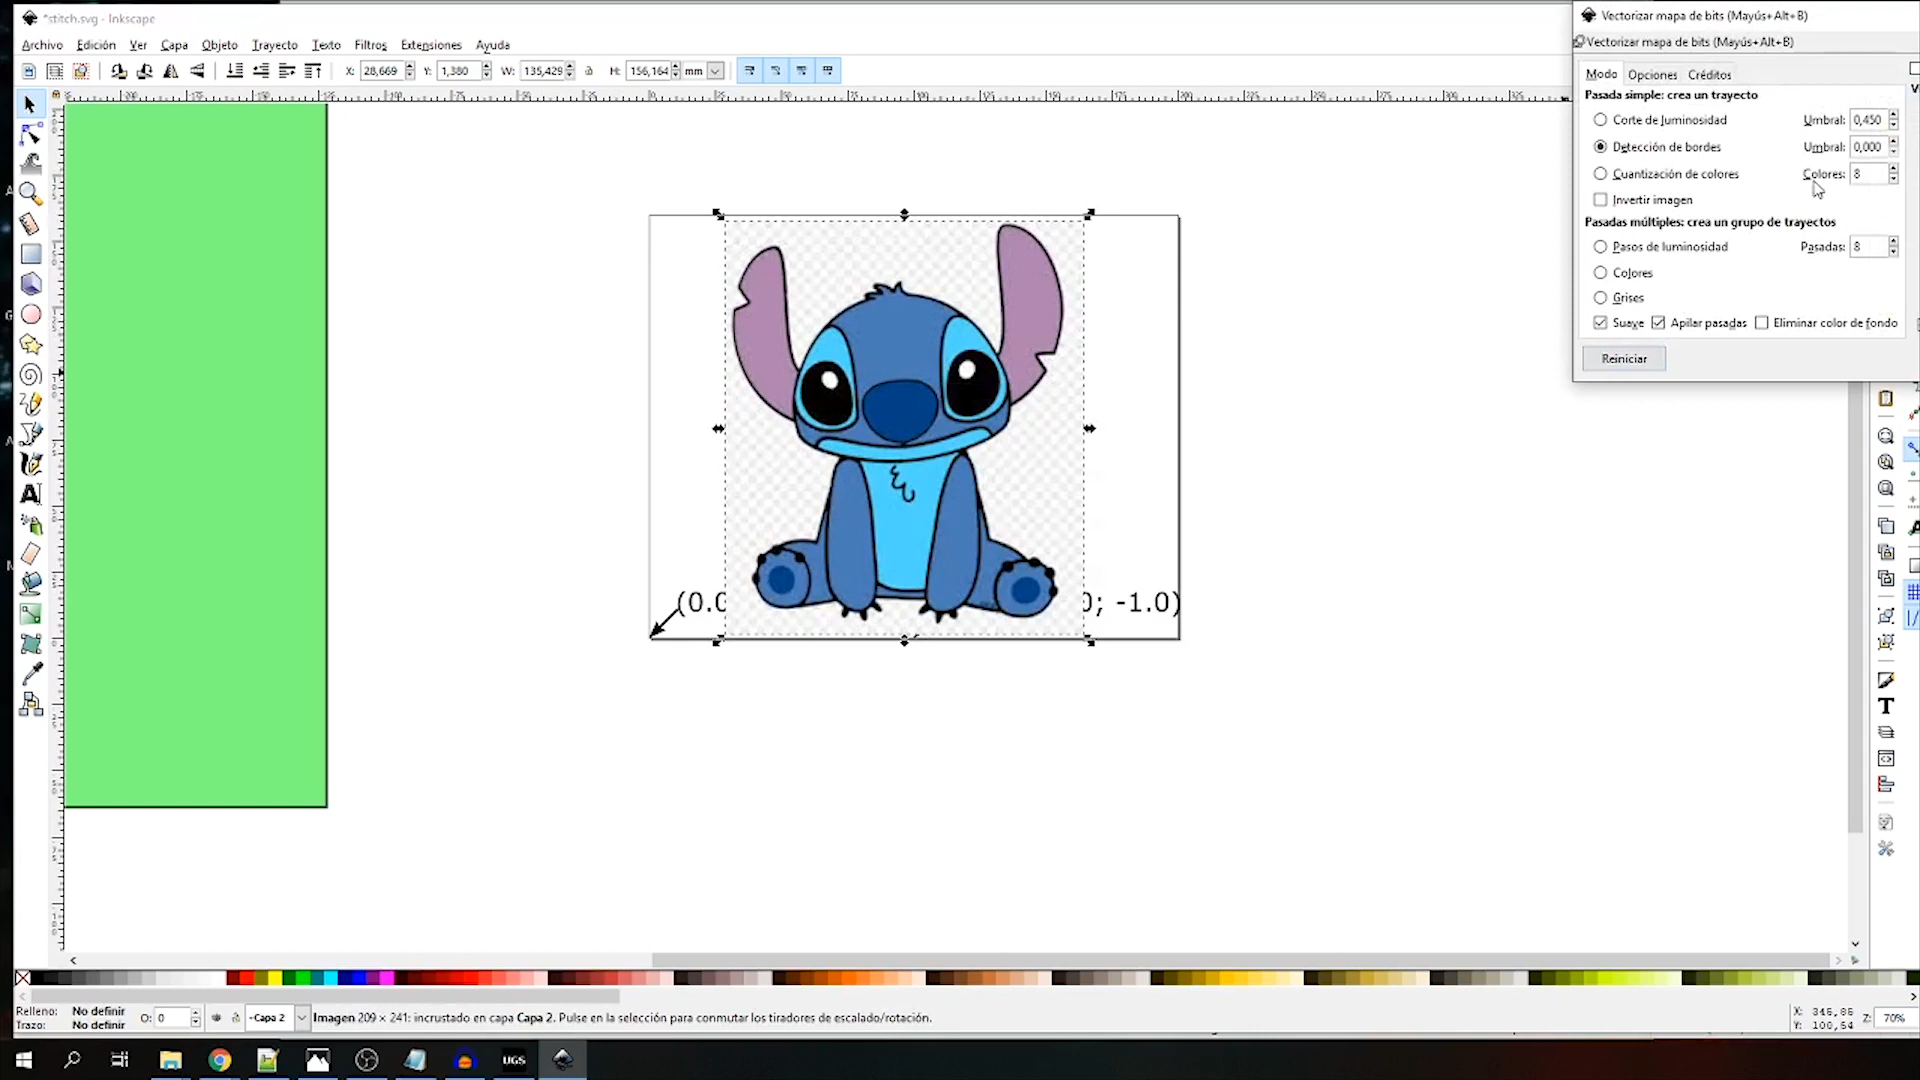 *stitch.svg - Inkscape
Archivo Edición Ver Capa Objeto Trayecto Texto Filtros Extensiones Ayuda
X: 28,669 Y: 1,380 W: 135,429 H: 156,164 mm
Vectorizar mapa de bits (Mayús+Alt+B)
Vectorizar mapa de bits (Mayús+Alt+B)
Modo Opciones Créditos
Pasada simple: crea un trayecto
Corte de luminosidad Umbral: 0,450
Detección de bordes Umbral: 0,000
Cuantización de colores Colores: 8
Invertir imagen
Pasadas múltiples: crea un grupo de trayectos
Pasos de luminosidad Pasadas: 8
Colores
Grises
Suave Apilar pasadas Eliminar color de fondo
Reiniciar
(0.0 0; -1.0)
Relleno: No definir
Trazo: No definir
O: 0
-Capa 2
Imagen 209 × 241: incrustado en capa Capa 2. Pulse en la selección para conmutar los tiradores de escalado/rotación.
Y: 100,54
Z: 70%
UGS